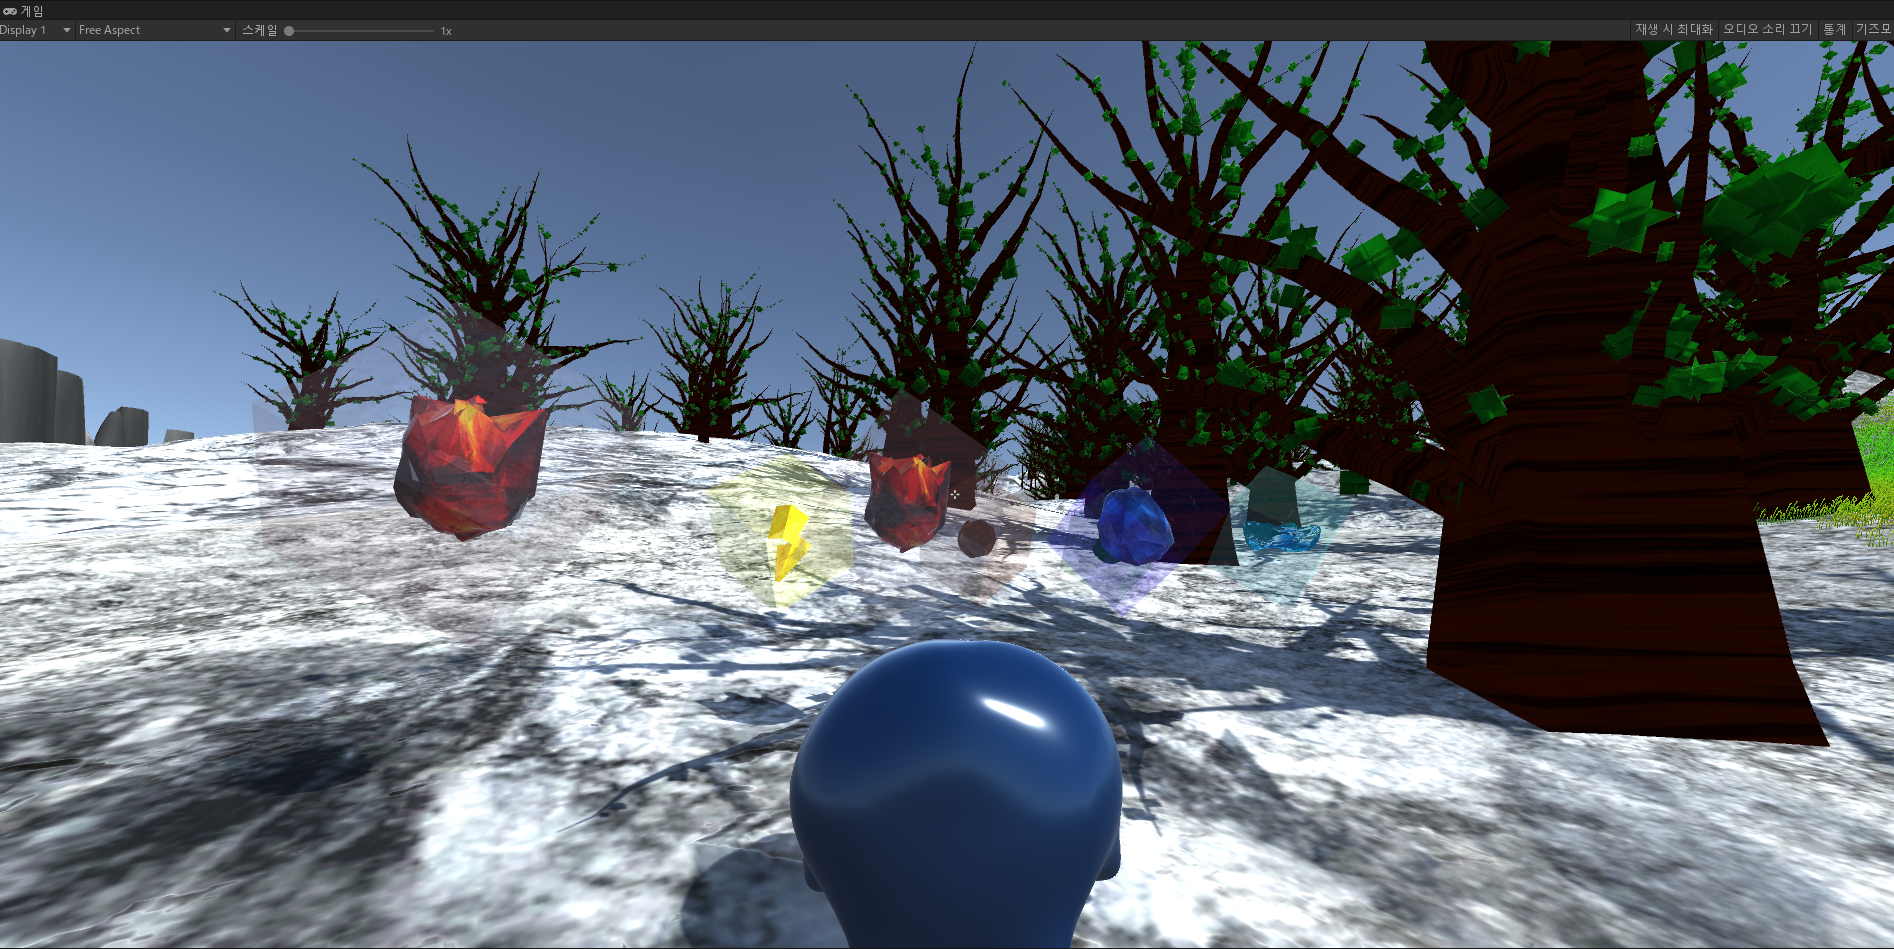 게임
Display 1 Free Aspect 스케일 1x 재생 시 최대화 오디오 소리 끄기 통계 기즈모